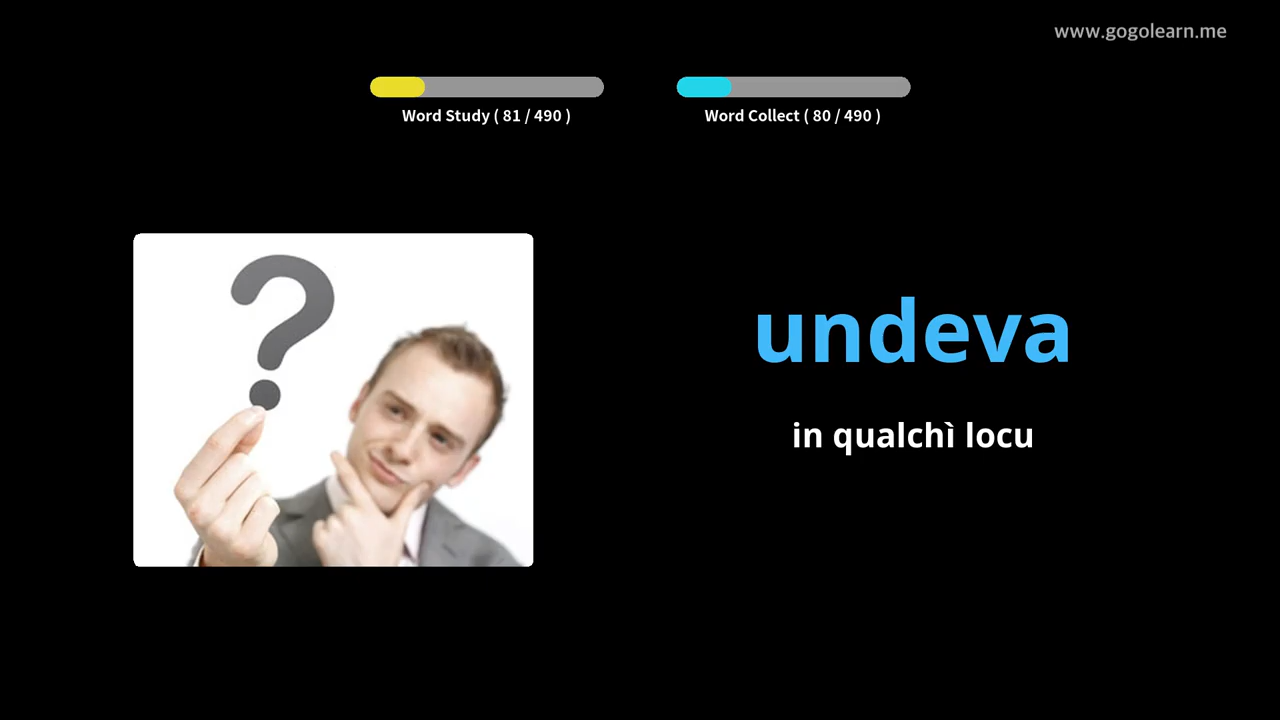 www.gogolearn.me
Word Study ( 81 / 490 )
Word Collect ( 80 / 490 )
?
undeva
in qualchì locu